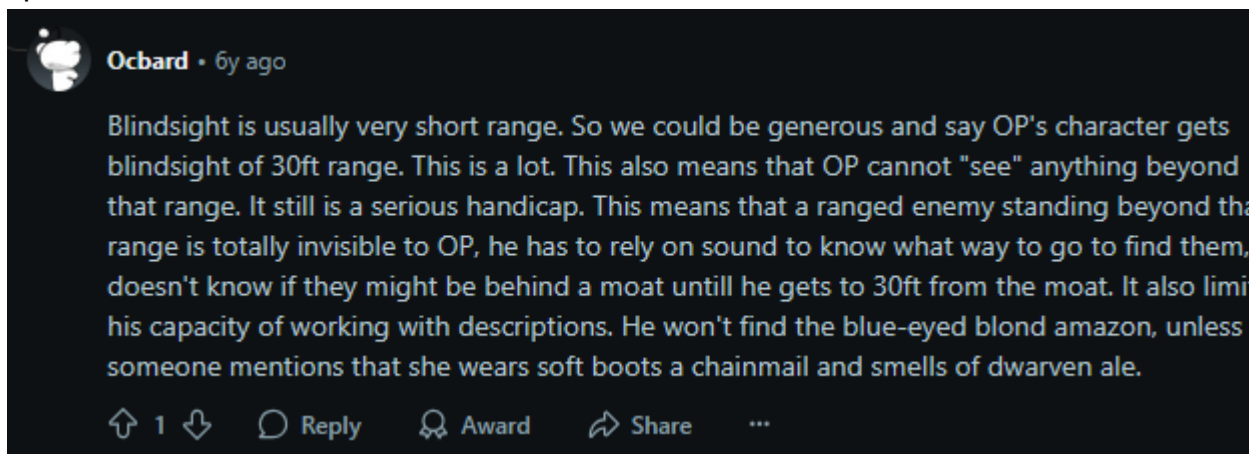 Ocbard • 6y ago
Blindsight is usually very short range. So we could be generous and say OP's character gets
blindsight of 30ft range. This is a lot. This also means that OP cannot "see" anything beyond
that range. It still is a serious handicap. This means that a ranged enemy standing beyond tha
range is totally invisible to OP, he has to rely on sound to know what way to go to find them,
doesn't know if they might be behind a moat untill he gets to 30ft from the moat. It also limi
his capacity of working with descriptions. He won't find the blue-eyed blond amazon, unless
someone mentions that she wears soft boots a chainmail and smells of dwarven ale.
1 Reply Award Share ···